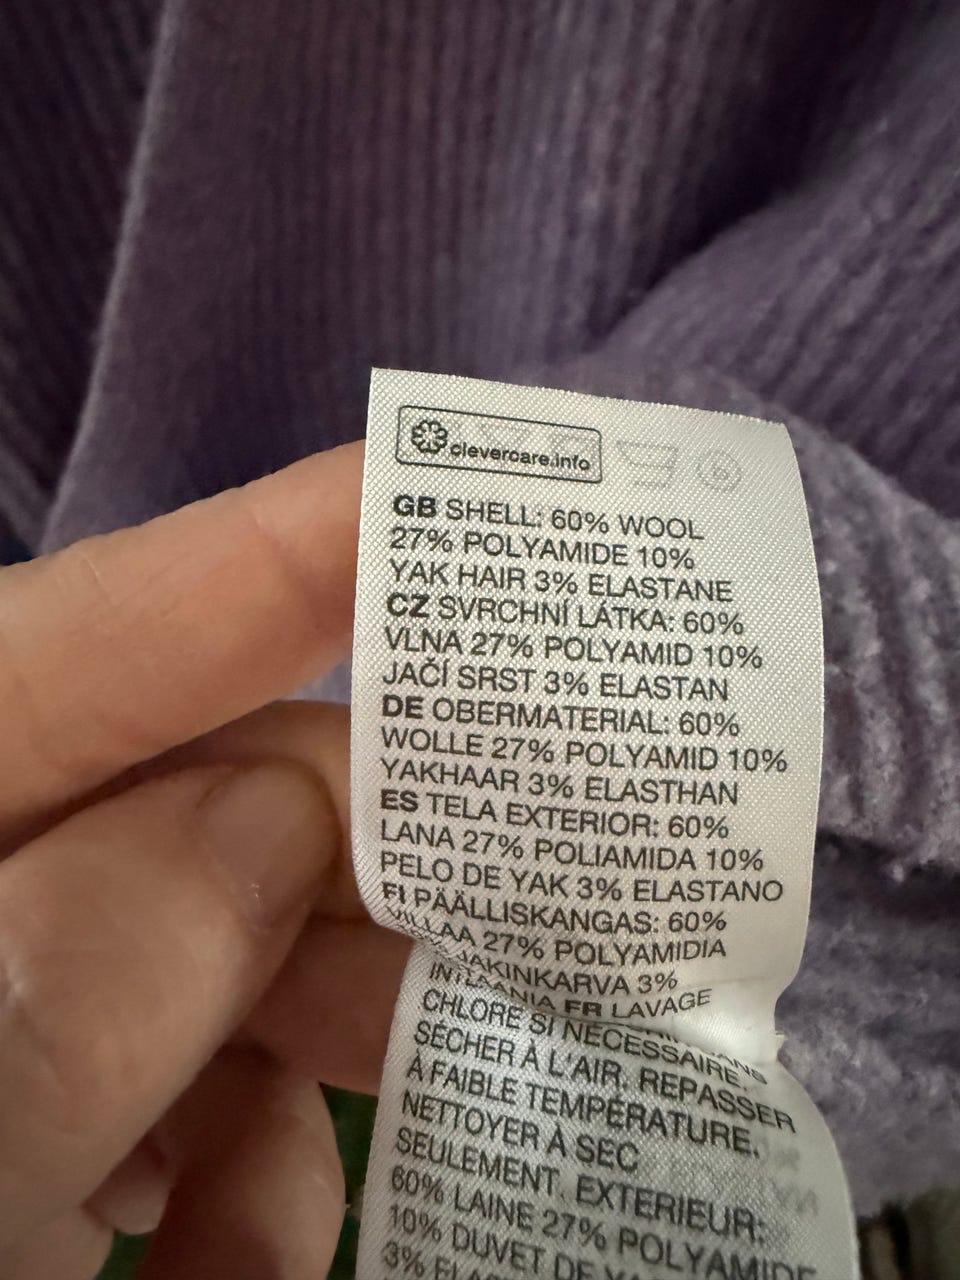 clevercare.info
GB SHELL: 60% WOOL
27% POLYAMIDE 10%
YAK HAIR 3% ELASTANE
CZ SVRCHNÍ LÁTKA: 60%
VLNA 27% POLYAMID 10%
JAČÍ SRST 3% ELASTAN
DE OBERMATERIAL: 60%
WOLLE 27% POLYAMID 10%
YAKHAAR 3% ELASTHAN
ES TELA EXTERIOR: 60%
LANA 27% POLIAMIDA 10%
PELO DE YAK 3% ELASTANO
FI PÄÄLLISKANGAS: 60%
VILLAA 27% POLYAMIDIA
JAKINKARVA 3%
FR LAVAGE
CHLORE SI NÉCESSAIRE.
SÉCHER À L'AIR. REPASSER
À FAIBLE TEMPÉRATURE.
NETTOYER À SEC
SEULEMENT. EXTERIEUR:
60% LAINE 27% POLYAMIDE
10% DUVET DE
3%